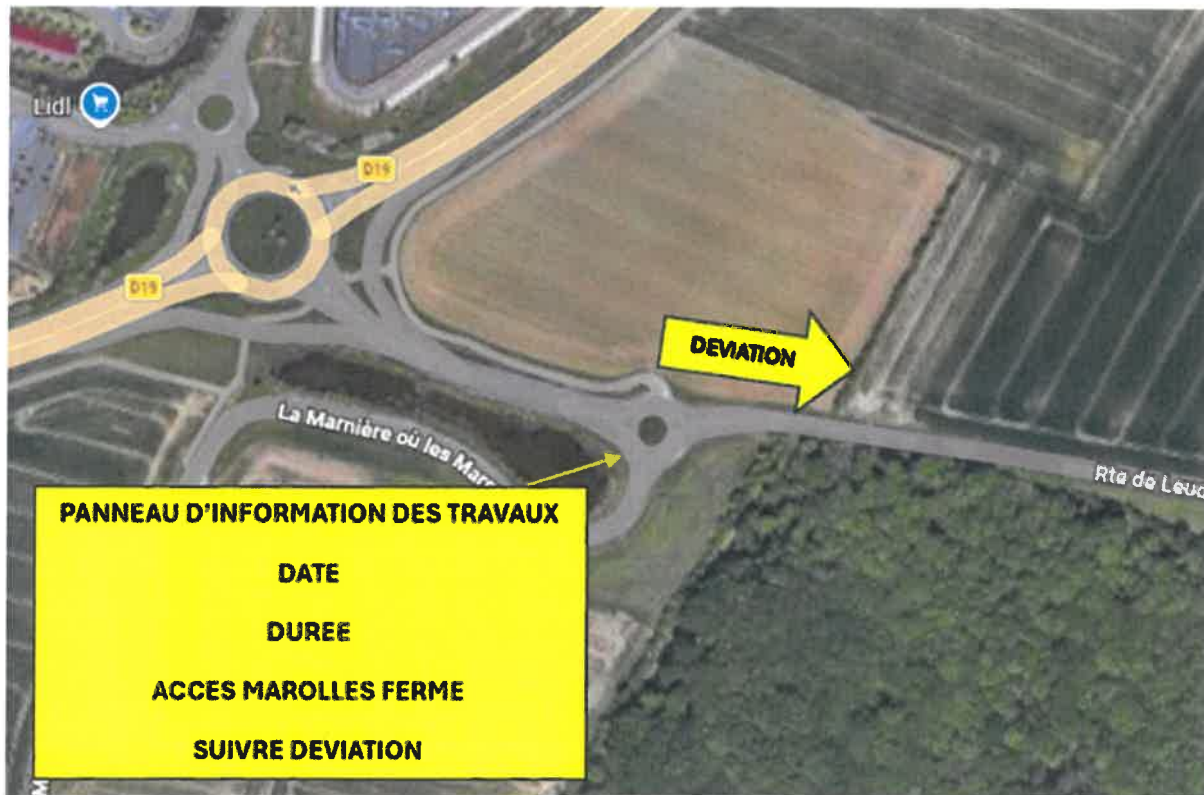 Lidl
D19
D19
DEVIATION
La Marnière où les Marc
Rte de Leud
PANNEAU D'INFORMATION DES TRAVAUX
DATE
DUREE
ACCES MAROLLES FERME
SUIVRE DEVIATION
M